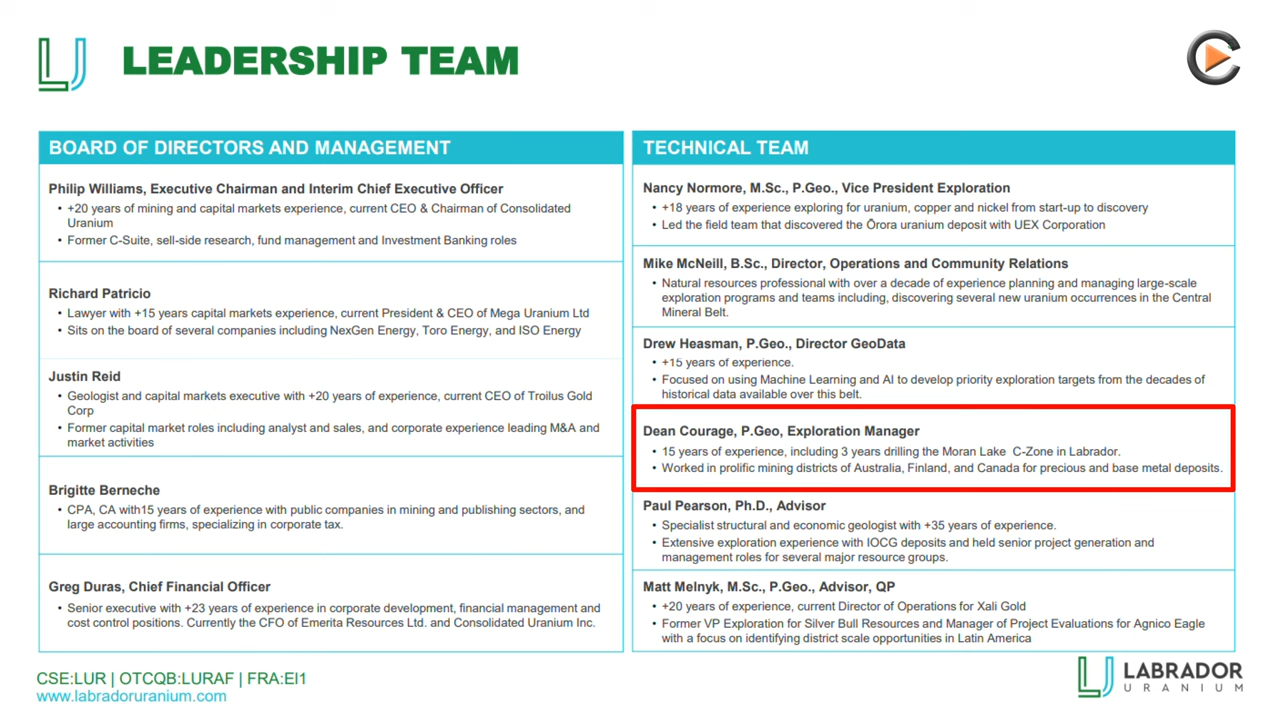 LEADERSHIP TEAM
BOARD OF DIRECTORS AND MANAGEMENT
Philip Williams, Executive Chairman and Interim Chief Executive Officer
• +20 years of mining and capital markets experience, current CEO & Chairman of Consolidated
Uranium
• Former C-Suite, sell-side research, fund management and Investment Banking roles
Richard Patricio
• Lawyer with +15 years capital markets experience, current President & CEO of Mega Uranium Ltd
• Sits on the board of several companies including NexGen Energy, Toro Energy, and ISO Energy
Justin Reid
• Geologist and capital markets executive with +20 years of experience, current CEO of Troilus Gold
Corp
• Former capital market roles including analyst and sales, and corporate experience leading M&A and
market activities
Brigitte Berneche
• CPA, CA with15 years of experience with public companies in mining and publishing sectors, and
large accounting firms, specializing in corporate tax.
Greg Duras, Chief Financial Officer
• Senior executive with +23 years of experience in corporate development, financial management and
cost control positions. Currently the CFO of Emerita Resources Ltd. and Consolidated Uranium Inc.
TECHNICAL TEAM
Nancy Normore, M.Sc., P.Geo., Vice President Exploration
• +18 years of experience exploring for uranium, copper and nickel from start-up to discovery
• Led the field team that discovered the Ōrora uranium deposit with UEX Corporation
Mike McNeill, B.Sc., Director, Operations and Community Relations
• Natural resources professional with over a decade of experience planning and managing large-scale
exploration programs and teams including, discovering several new uranium occurrences in the Central
Mineral Belt.
Drew Heasman, P.Geo., Director GeoData
• +15 years of experience.
• Focused on using Machine Learning and AI to develop priority exploration targets from the decades of
historical data available over this belt.
Dean Courage, P.Geo, Exploration Manager
• 15 years of experience, including 3 years drilling the Moran Lake C-Zone in Labrador.
• Worked in prolific mining districts of Australia, Finland, and Canada for precious and base metal deposits.
Paul Pearson, Ph.D., Advisor
• Specialist structural and economic geologist with +35 years of experience.
• Extensive exploration experience with IOCG deposits and held senior project generation and
management roles for several major resource groups.
Matt Melnyk, M.Sc., P.Geo., Advisor, QP
• +20 years of experience, current Director of Operations for Xali Gold
• Former VP Exploration for Silver Bull Resources and Manager of Project Evaluations for Agnico Eagle
with a focus on identifying district scale opportunities in Latin America
CSE:LUR | OTCQB:LURAF | FRA:EI1
www.labradoruranium.com
LABRADOR
URANIUM